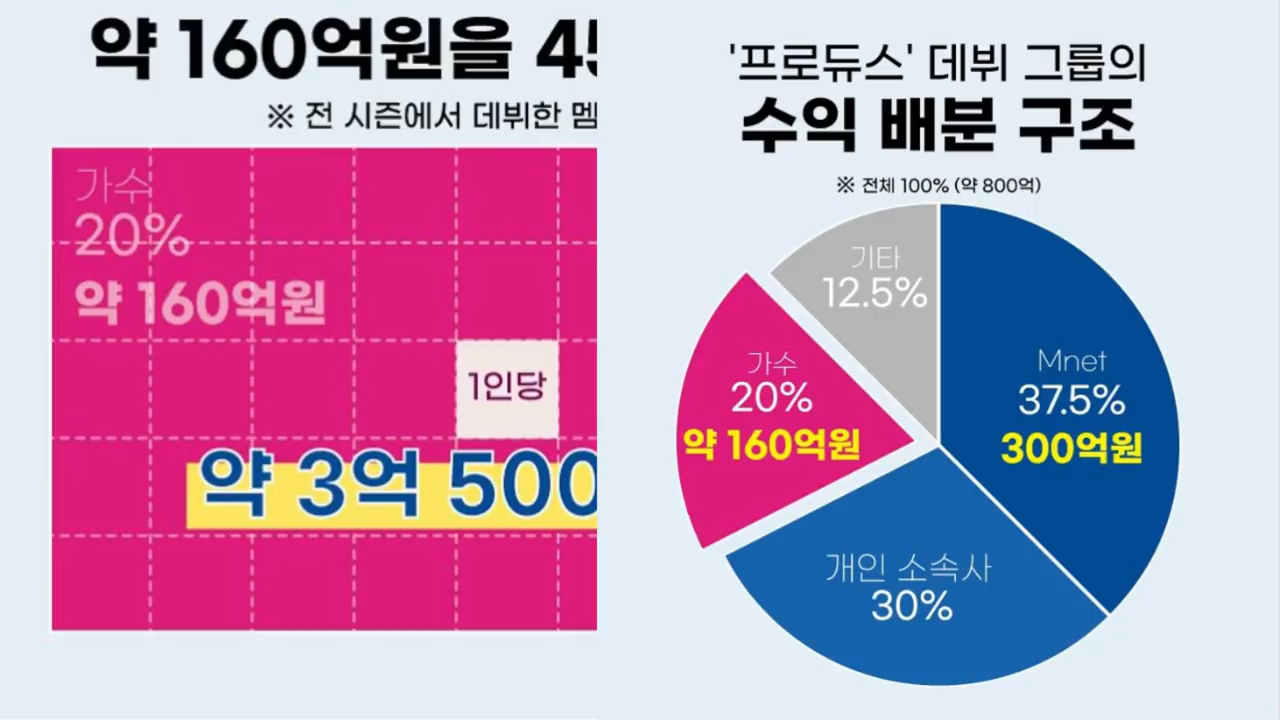 약 160억원을 45
※ 전 시즌에서 데뷔한 멤
가수
20%
약 160억원
1인당
약 3억 500
'프로듀스' 데뷔 그룹의
수익 배분 구조
※ 전체 100% (약 800억)
기타
12.5%
가수
20%
약 160억원
Mnet
37.5%
300억원
개인 소속사
30%